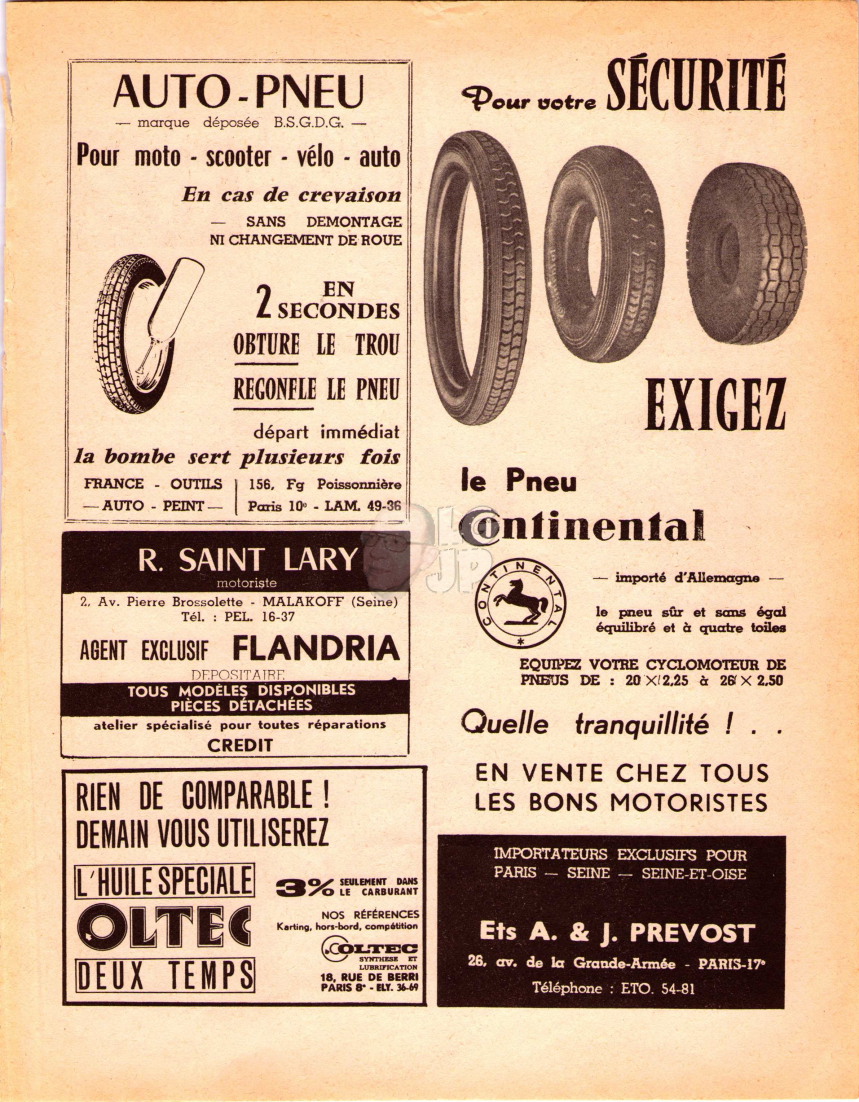 AUTO-PNEU
— marque déposée B.S.G.D.G. —
Pour moto - scooter - vélo - auto
En cas de crevaison
— SANS DEMONTAGE
NI CHANGEMENT DE ROUE
EN
2 SECONDES
OBTURE LE TROU
REGONFLE LE PNEU
départ immédiat
la bombe sert plusieurs fois
FRANCE - OUTILS
— AUTO - PEINT —
156, Fg Poissonnière
Paris 10e - LAM. 49-36
R. SAINT LARY
motoriste
2, Av. Pierre Brossolette - MALAKOFF (Seine)
Tél. : PEL. 16-37
AGENT EXCLUSIF FLANDRIA
DEPOSITAIRE
TOUS MODÈLES DISPONIBLES
PIÈCES DÉTACHÉES
atelier spécialisé pour toutes réparations
CREDIT
RIEN DE COMPARABLE !
DEMAIN VOUS UTILISEREZ
L'HUILE SPECIALE
OLTEC
DEUX TEMPS
3% SEULEMENT DANS
LE CARBURANT
NOS RÉFÉRENCES
Karting, hors-bord, compétition
COLTEC
SYNTHESE ET
LUBRIFICATION
18, RUE DE BERRI
PARIS 8e - ELY. 36-69
Pour votre SÉCURITÉ
EXIGEZ
le Pneu
Continental
CONTINENTAL
— importé d'Allemagne —
le pneu sûr et sans égal
équilibré et à quatre toiles
EQUIPEZ VOTRE CYCLOMOTEUR DE
PNEUS DE : 20 × 2,25 à 26 × 2,50
Quelle tranquillité ! . .
EN VENTE CHEZ TOUS
LES BONS MOTORISTES
IMPORTATEURS EXCLUSIFS POUR
PARIS — SEINE — SEINE-ET-OISE
Ets A. & J. PREVOST
26, av. de la Grande-Armée - PARIS-17e
Téléphone : ETO. 54-81